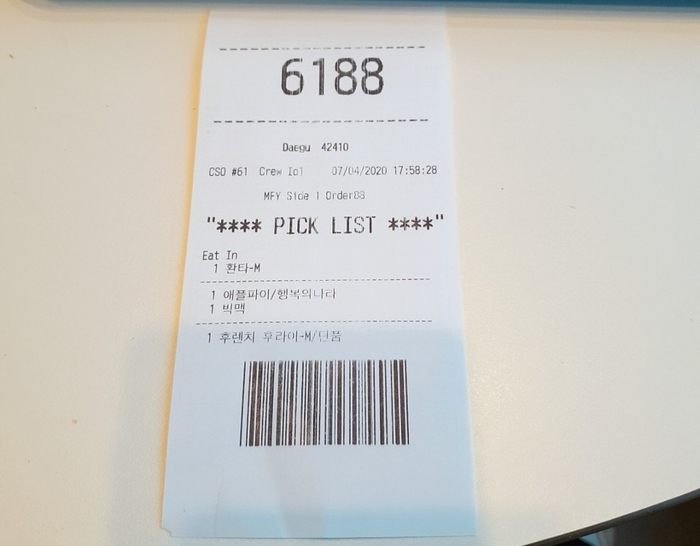 6188
Daegu 42410
CSO #61 Crew Id1 07/04/2020 17:58:28
MFY Side 1 Order88
"**** PICK LIST ****"
Eat In
1 환타-M
1 애플파이/행복의나라
1 빅맥
1 후렌치 후라이-M/단품